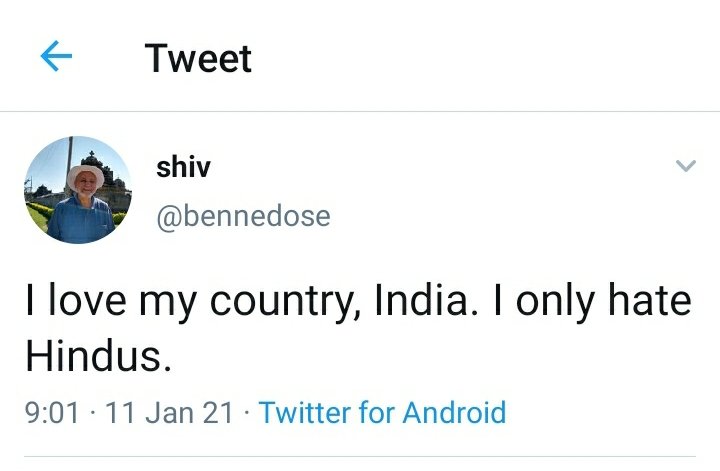 Tweet
shiv
@bennedose
I love my country, India. I only hate
Hindus.
9:01 · 11 Jan 21 · Twitter for Android